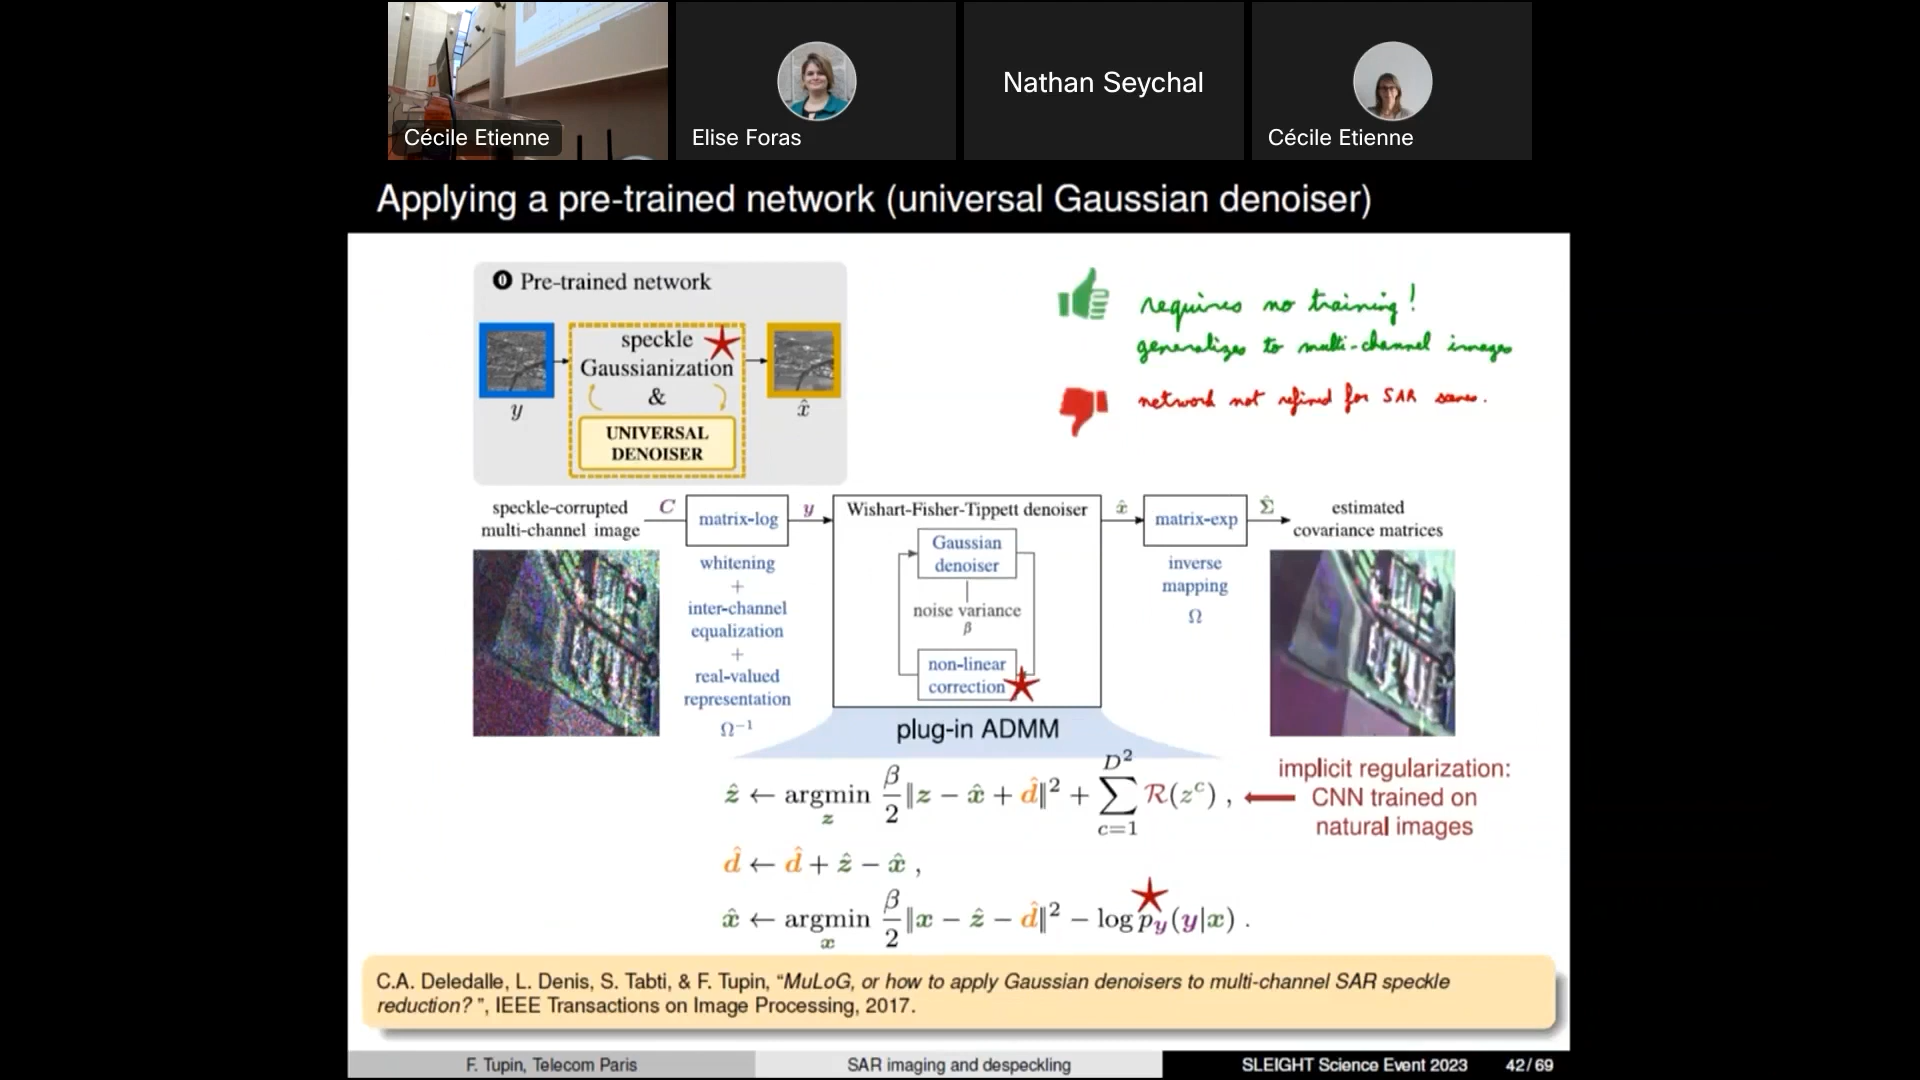 Cécile Etienne
Elise Foras
Nathan Seychal
Cécile Etienne
Applying a pre-trained network (universal Gaussian denoiser)
0 Pre-trained network
speckle
Gaussianization
&
UNIVERSAL
DENOISER
y
x̂
requires no training!
generalizes to multi-channel images
network not refined for SAR
speckle-corrupted
multi-channel image
C
matrix-log
y
whitening
+
inter-channel
equalization
+
real-valued
representation
Ω⁻¹
Wishart-Fisher-Tippett denoiser
Gaussian
denoiser
noise variance
β
non-linear
correction
x̂
matrix-exp
Σ̂
inverse
mapping
Ω
estimated
covariance matrices
plug-in ADMM
ẑ ← argmin_z β/2 ‖z − x̂ + d̂‖² + ∑_{c=1}^{D²} R(z^c) ,
implicit regularization:
CNN trained on
natural images
d̂ ← d̂ + ẑ − x̂ ,
x̂ ← argmin_x β/2 ‖x − ẑ − d̂‖² − log p_y(y|x) .
C.A. Deledalle, L. Denis, S. Tabti, & F. Tupin, “MuLoG, or how to apply Gaussian denoisers to multi-channel SAR speckle
reduction? ”, IEEE Transactions on Image Processing, 2017.
F. Tupin, Telecom Paris
SAR imaging and despeckling
SLEIGHT Science Event 2023 42/69